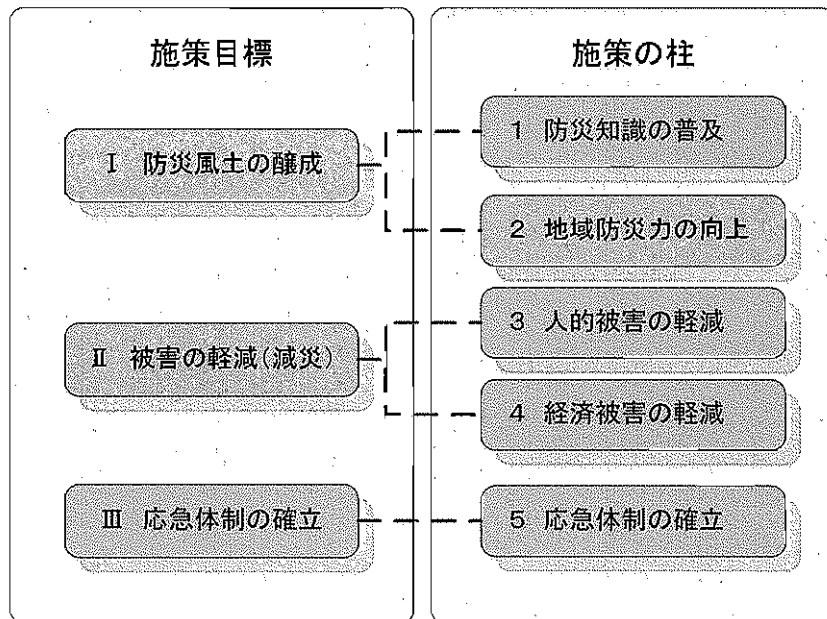 施策目標
Ⅰ 防災風土の醸成
Ⅱ 被害の軽減(減災)
Ⅲ 応急体制の確立
施策の柱
1 防災知識の普及
2 地域防災力の向上
3 人的被害の軽減
4 経済被害の軽減
5 応急体制の確立